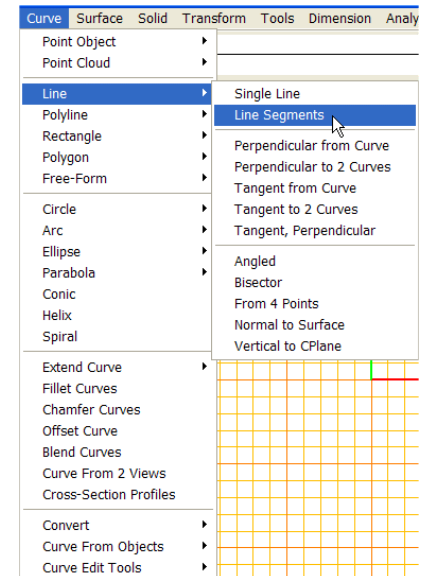 Curve Surface Solid Transform Tools Dimension Analy
Point Object
Point Cloud
Line
Polyline
Rectangle
Polygon
Free-Form
Circle
Arc
Ellipse
Parabola
Conic
Helix
Spiral
Extend Curve
Fillet Curves
Chamfer Curves
Offset Curve
Blend Curves
Curve From 2 Views
Cross-Section Profiles
Convert
Curve From Objects
Curve Edit Tools
Single Line
Line Segments
Perpendicular from Curve
Perpendicular to 2 Curves
Tangent from Curve
Tangent to 2 Curves
Tangent, Perpendicular
Angled
Bisector
From 4 Points
Normal to Surface
Vertical to CPlane